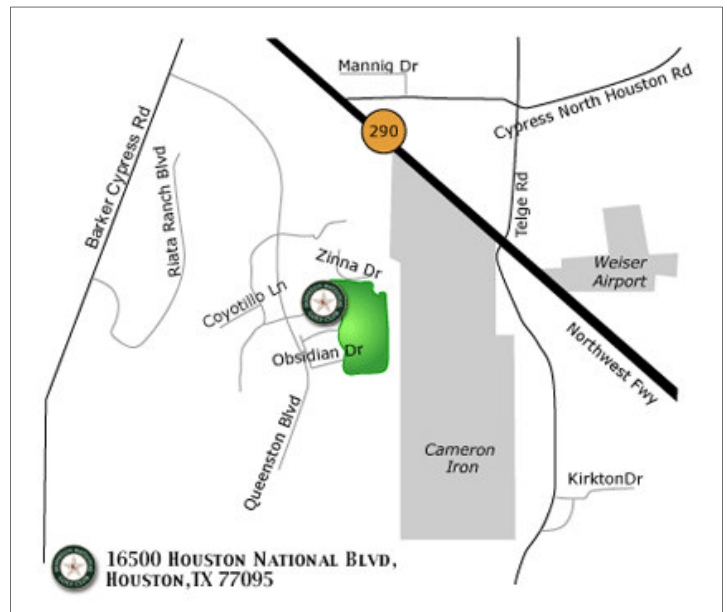 Mannig Dr
Cypress North Houston Rd
290
Barker Cypress Rd
Riata Ranch Blvd
Telge Rd
Zinna Dr
Weiser
Airport
Coyotillo Ln
Obsidian Dr
Northwest Fwy
Queenston Blvd
Cameron
Iron
KirktonDr
16500 HOUSTON NATIONAL BLVD,
HOUSTON,TX 77095